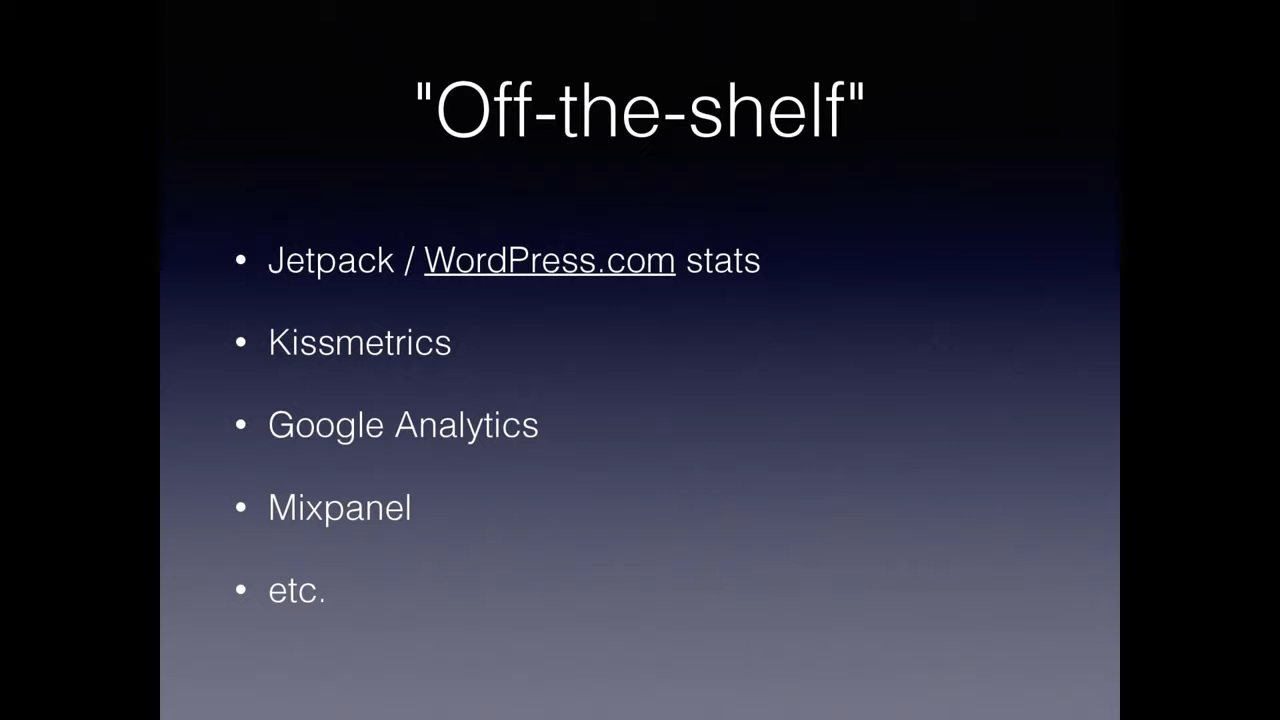 "Off-the-shelf"
• Jetpack / WordPress.com stats
• Kissmetrics
• Google Analytics
• Mixpanel
• etc.